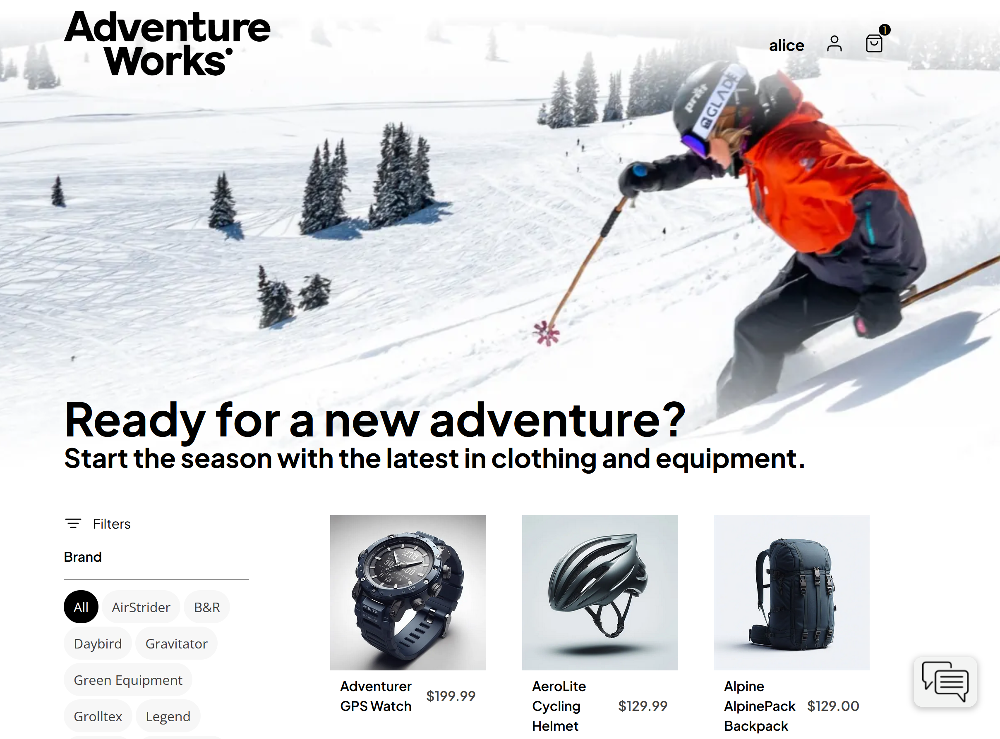 Adventure
Works
alice
1
pret
GLADE
Ready for a new adventure?
Start the season with the latest in clothing and equipment.
Filters
Brand
All
AirStrider
B&R
Daybird
Gravitator
Green Equipment
Grolltex
Legend
Adventurer
GPS Watch
$199.99
AeroLite
Cycling
Helmet
$129.99
Alpine
AlpinePack
Backpack
$129.00